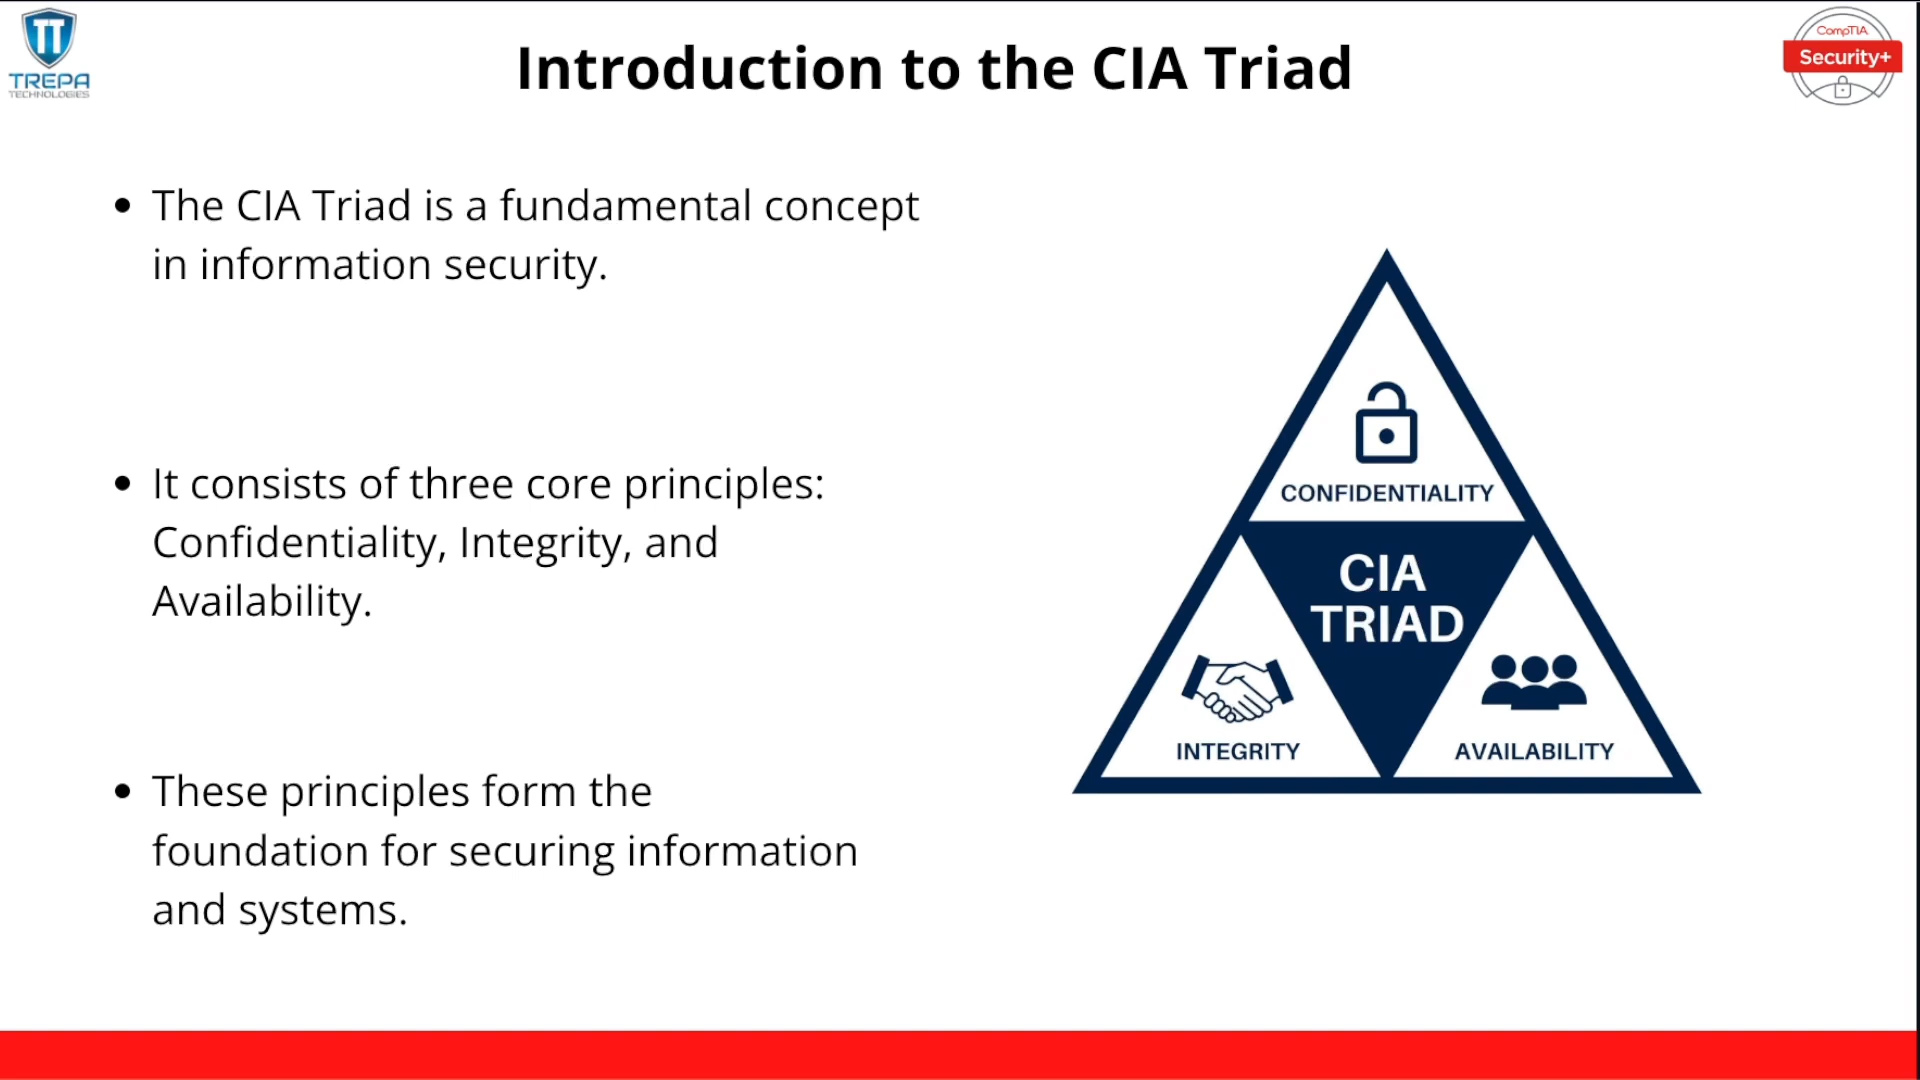 TREPA
TECHNOLOGIES
Introduction to the CIA Triad
CompTIA.
Security+
• The CIA Triad is a fundamental concept
in information security.
• It consists of three core principles:
Confidentiality, Integrity, and
Availability.
• These principles form the
foundation for securing information
and systems.
CONFIDENTIALITY
CIA
TRIAD
INTEGRITY
AVAILABILITY